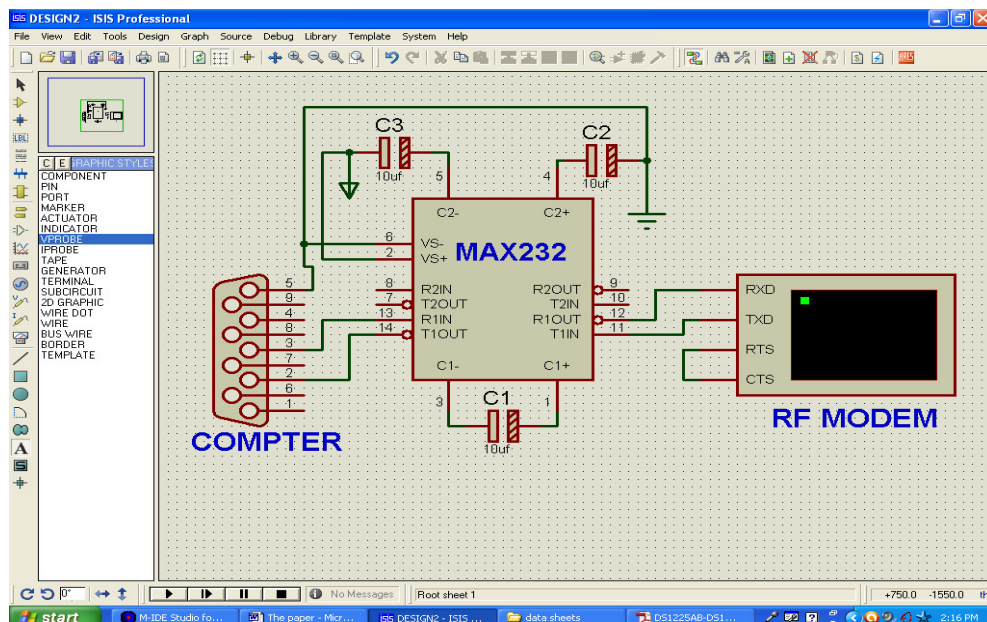 ISIS DESIGN2 - ISIS Professional
File View Edit Tools Design Graph Source Debug Library Template System Help
LBL
C E GRAPHIC STYLES
COMPONENT
PIN
PORT
MARKER
ACTUATOR
INDICATOR
VPROBE
IPROBE
TAPE
GENERATOR
TERMINAL
SUBCIRCUIT
2D GRAPHIC
WIRE DOT
WIRE
BUS WIRE
BORDER
TEMPLATE
A
S
C3
10uf
5
C2
10uf
4
C2-
C2+
6
VS-
2
VS+
MAX232
8
R2IN
7
T2OUT
13
R1IN
14
T1OUT
R2OUT
9
T2IN
10
R1OUT
12
T1IN
11
C1-
C1+
3
1
C1
10uf
5
9
4
8
3
7
2
6
1
COMPTER
RXD
TXD
RTS
CTS
RF MODEM
0°
No Messages
Root sheet 1
+750.0 -1550.0 th
start
M-IDE Studio fo...
The paper - Micr...
ISIS DESIGN2 - ISIS ...
data sheets
DS1225AB-DS1...
2:16 PM